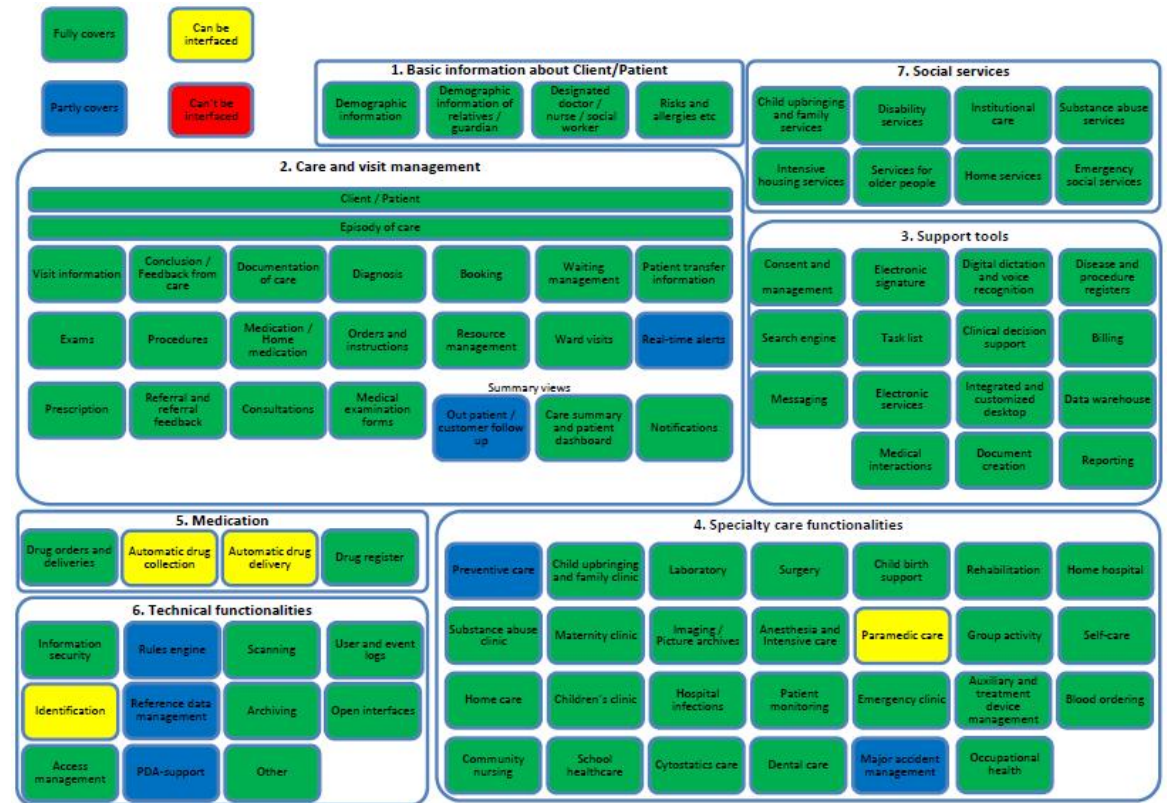 Fully covers
Can be
interfaced
Partly covers
Can't be
interfaced
1. Basic information about Client/Patient
Demographic
information
Demographic
information of
relatives /
guardian
Designated
doctor /
nurse / social
worker
Risks and
allergies etc
7. Social services
Child upbringing
and family
services
Disability
services
Institutional
care
Substance abuse
services
Intensive
housing services
Services for
older people
Home services
Emergency
social services
2. Care and visit management
Client / Patient
Episody of care
Visit information
Conclusion /
Feedback from
care
Documentation
of care
Diagnosis
Booking
Waiting
management
Patient transfer
information
Exams
Procedures
Medication /
Home
medication
Orders and
instructions
Resource
management
Ward visits
Real-time alerts
Summary views
Prescription
Referral and
referral
feedback
Consultations
Medical
examination
forms
Out patient /
customer follow
up
Care summary
and patient
dashboard
Notifications
3. Support tools
Consent and
management
Electronic
signature
Digital dictation
and voice
recognition
Disease and
procedure
registers
Search engine
Task list
Clinical decision
support
Billing
Messaging
Electronic
services
Integrated and
customized
desktop
Data warehouse
Medical
interactions
Document
creation
Reporting
5. Medication
Drug orders and
deliveries
Automatic drug
collection
Automatic drug
delivery
Drug register
6. Technical functionalities
Information
security
Rules engine
Scanning
User and event
logs
Identification
Reference data
management
Archiving
Open interfaces
Access
management
PDA-support
Other
4. Specialty care functionalities
Preventive care
Child upbringing
and family clinic
Laboratory
Surgery
Child birth
support
Rehabilitation
Home hospital
Substance abuse
clinic
Maternity clinic
Imaging /
Picture archives
Anesthesia and
Intensive care
Paramedic care
Group activity
Self-care
Home care
Children's clinic
Hospital
infections
Patient
monitoring
Emergency clinic
Auxiliary and
treatment
device
management
Blood ordering
Community
nursing
School
healthcare
Cytostatics care
Dental care
Major accident
management
Occupational
health